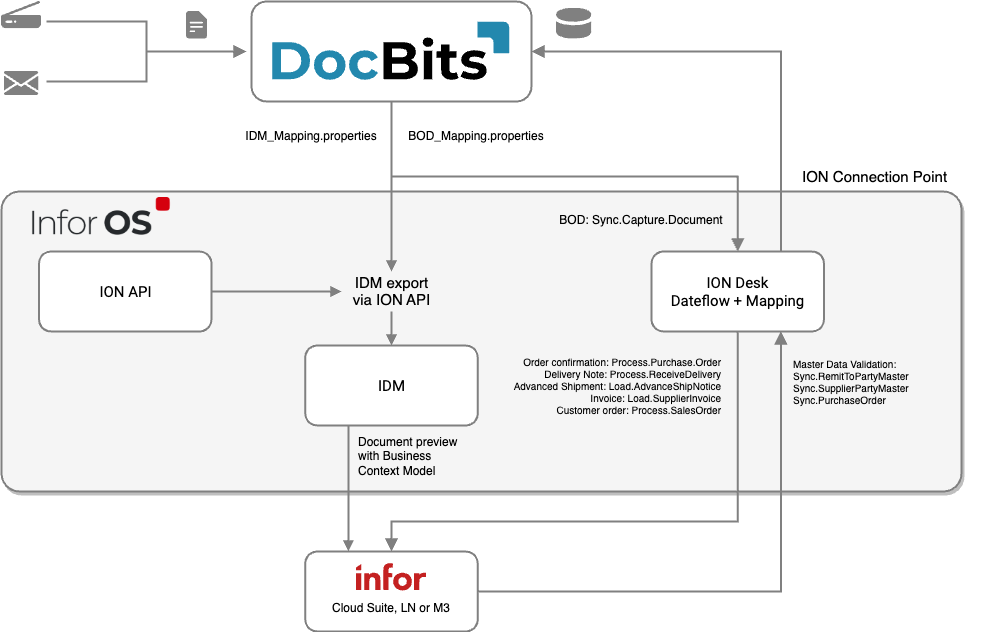 DocBits
IDM_Mapping.properties
BOD_Mapping.properties
ION Connection Point
Infor OS
BOD: Sync.Capture.Document
ION API
IDM export
via ION API
ION Desk
Dateflow + Mapping
IDM
Order confirmation: Process.Purchase.Order
Delivery Note: Process.ReceiveDelivery
Advanced Shipment: Load.AdvanceShipNotice
Invoice: Load.SupplierInvoice
Customer order: Process.SalesOrder
Master Data Validation:
Sync.RemitToPartyMaster
Sync.SupplierPartyMaster
Sync.PurchaseOrder
Document preview
with Business
Context Model
infor
Cloud Suite, LN or M3